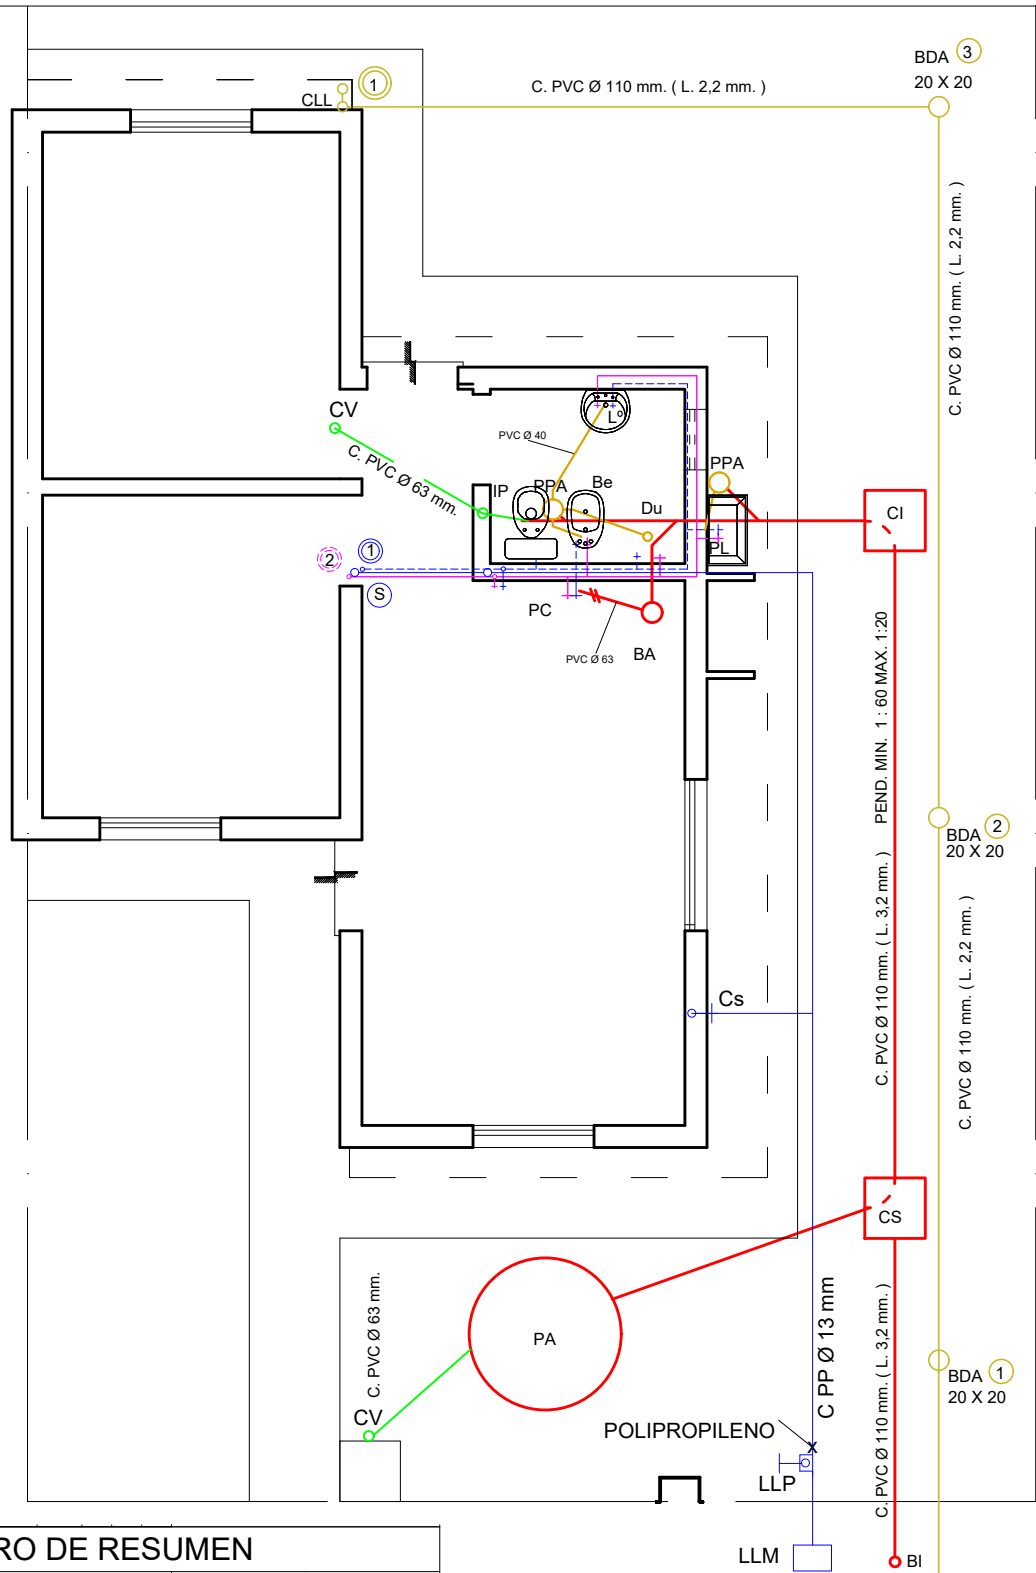 BDA 3
20 X 20
1
CLL
C. PVC Ø 110 mm. ( L. 2,2 mm. )
C. PVC Ø 110 mm. ( L. 2,2 mm. )
CV
C. PVC Ø 63 mm.
PVC Ø 40
Lº
IP
PPA
Be
Du
PPA
PL
CI
2
1
S
PC
PVC Ø 63
BA
PEND. MIN. 1 : 60 MAX. 1:20
C. PVC Ø 110 mm. ( L. 3,2 mm. )
BDA 2
20 X 20
C. PVC Ø 110 mm. ( L. 2,2 mm. )
Cs
CS
C. PVC Ø 63 mm.
PA
CV
C PP Ø 13 mm
C. PVC Ø 110 mm. ( L. 3,2 mm. )
BDA 1
20 X 20
POLIPROPILENO
X
LLP
LLM
BI
RO DE RESUMEN